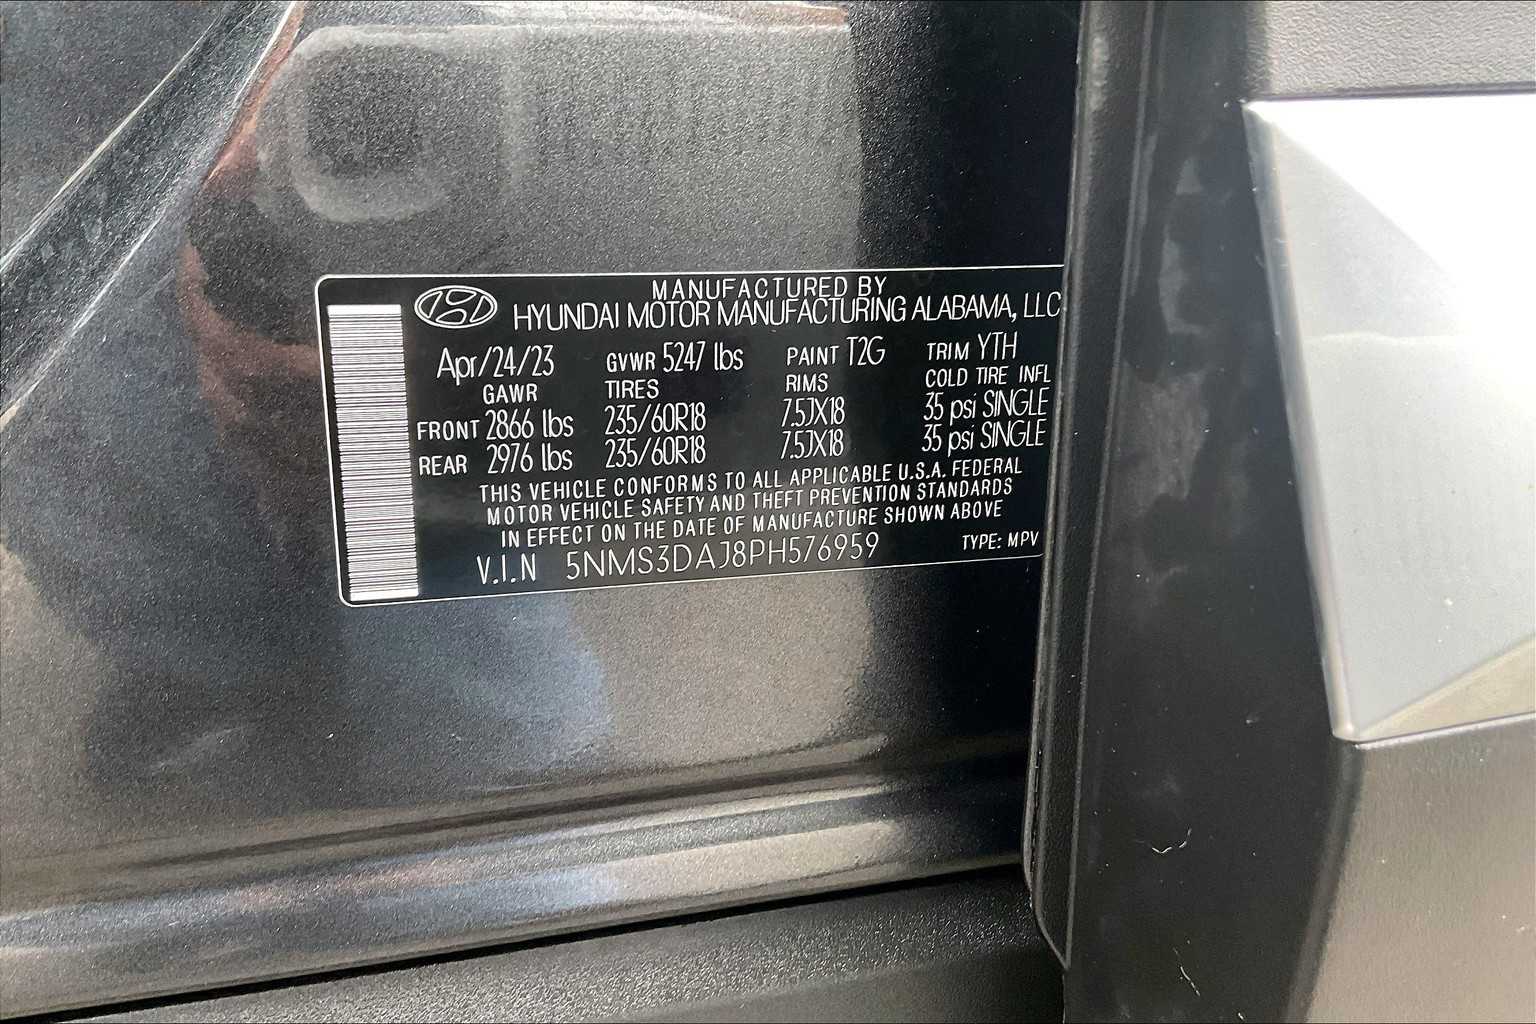 MANUFACTURED BY
HYUNDAI MOTOR MANUFACTURING ALABAMA, LLC
Apr/24/23 GVWR 5247 lbs PAINT T2G TRIM YTH
GAWR TIRES RIMS COLD TIRE INFL
FRONT 2866 lbs 235/60R18 7.5JX18 35 psi SINGLE
REAR 2976 lbs 235/60R18 7.5JX18 35 psi SINGLE
THIS VEHICLE CONFORMS TO ALL APPLICABLE U.S.A. FEDERAL
MOTOR VEHICLE SAFETY AND THEFT PREVENTION STANDARDS
IN EFFECT ON THE DATE OF MANUFACTURE SHOWN ABOVE
V.I.N 5NMS3DAJ8PH576959 TYPE: MPV